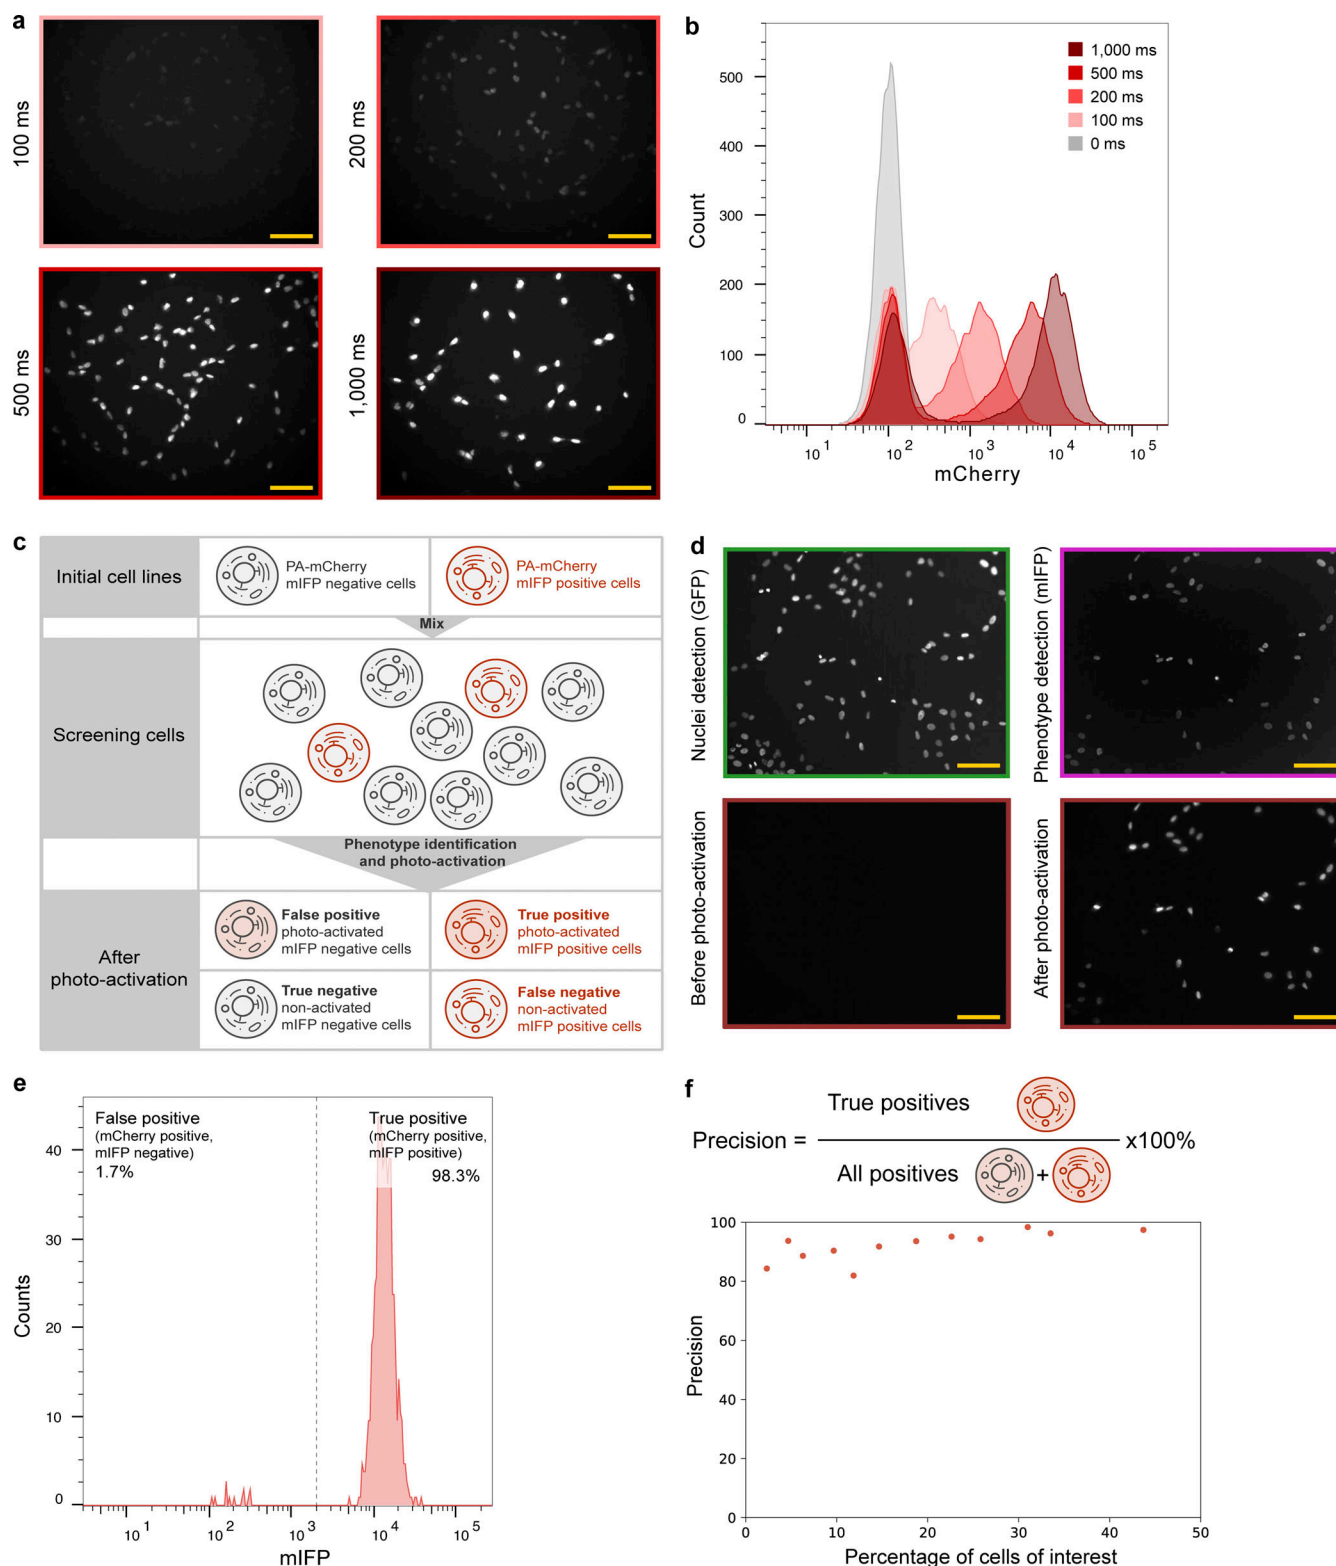 a
100 ms
200 ms
500 ms
1,000 ms
b
1,000 ms
500 ms
200 ms
100 ms
0 ms
Count
500
400
300
200
100
0
10^1
10^2
10^3
10^4
10^5
mCherry
c
Initial cell lines
PA-mCherry
mIFP negative cells
PA-mCherry
mIFP positive cells
Mix
Screening cells
Phenotype identification
and photo-activation
After
photo-activation
False positive
photo-activated
mIFP negative cells
True positive
photo-activated
mIFP positive cells
True negative
non-activated
mIFP negative cells
False negative
non-activated
mIFP positive cells
d
Nuclei detection (GFP)
Phenotype detection (mIFP)
Before photo-activation
After photo-activation
e
False positive
(mCherry positive,
mIFP negative)
1.7%
True positive
(mCherry positive,
mIFP positive)
98.3%
Counts
40
30
20
10
0
10^1
10^2
10^3
10^4
10^5
mIFP
f
Precision =
True positives
All positives
+
x100%
Precision
100
80
60
40
20
0
0
10
20
30
40
50
Percentage of cells of interest